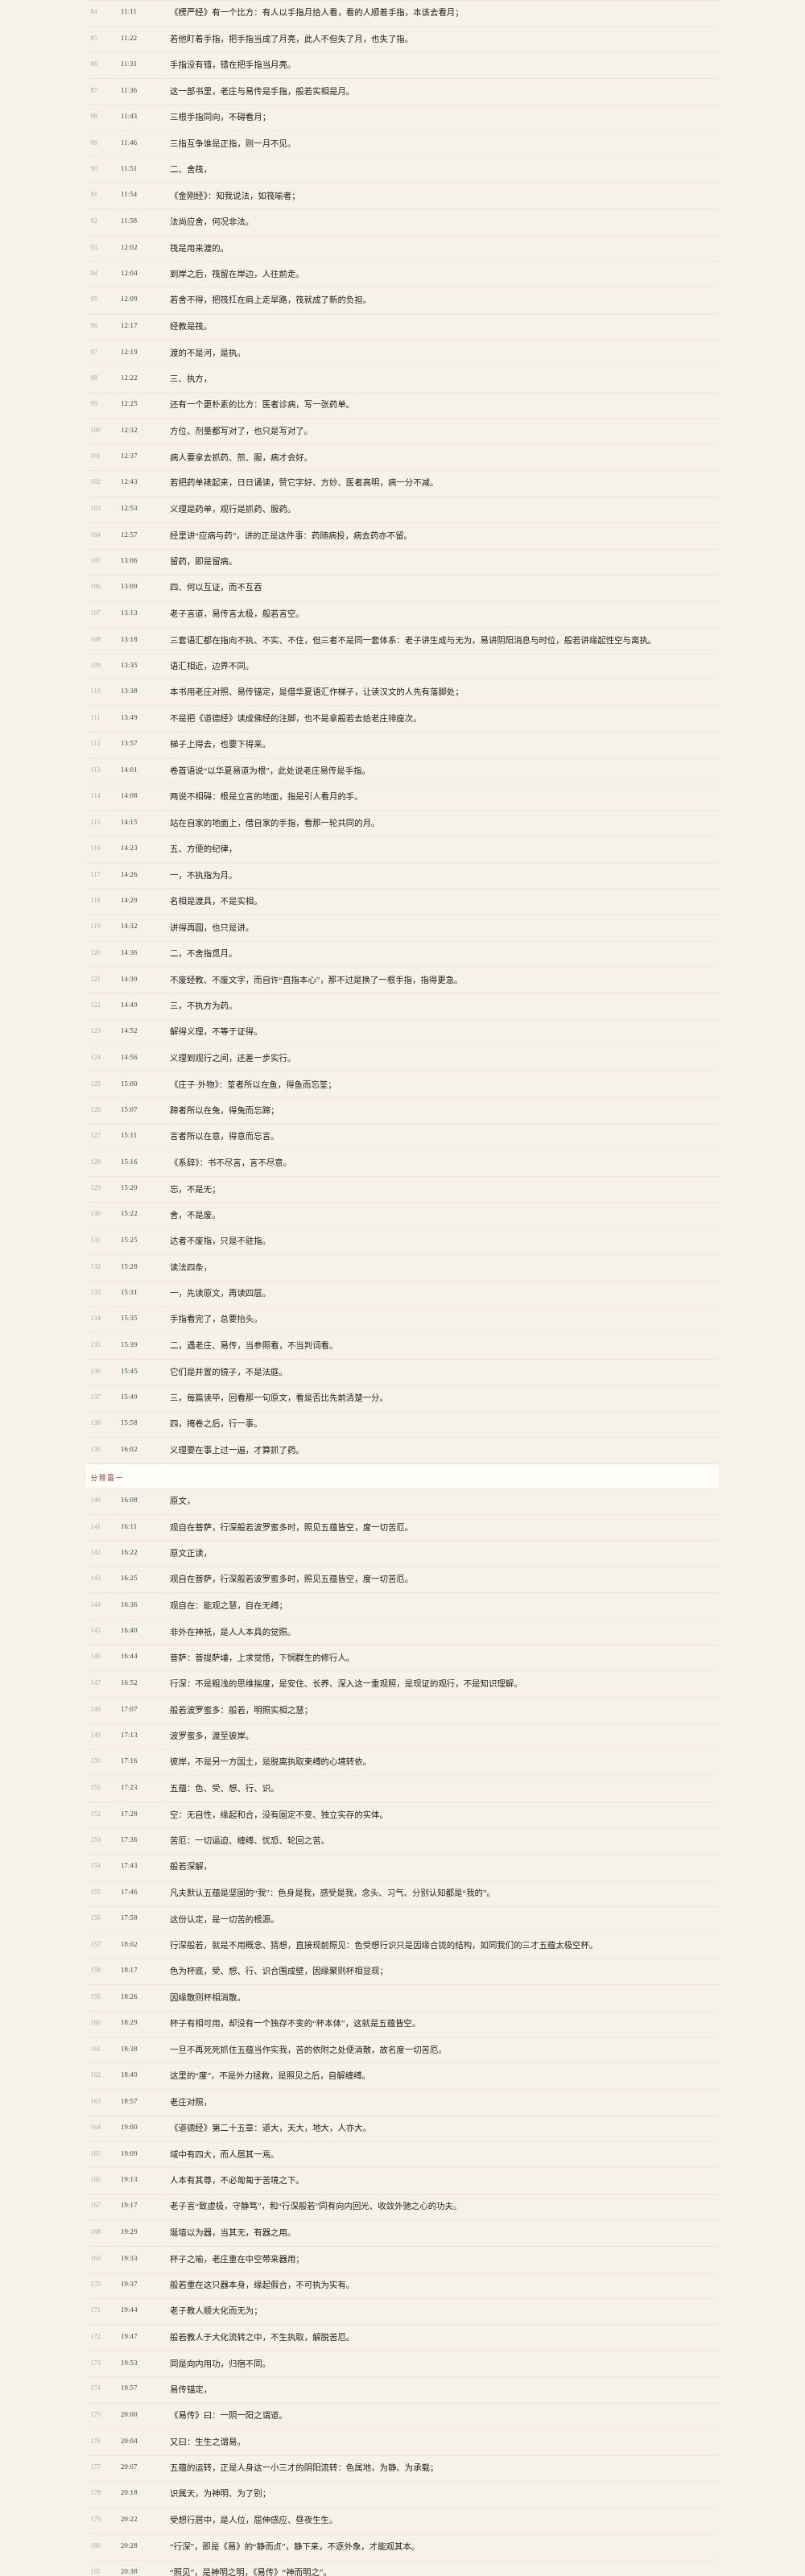 84 11:11 《楞严经》有一个比方：有人以手指月给人看，看的人顺着手指，本该去看月；
85 11:22 若他盯着手指，把手指当成了月亮，此人不但失了月，也失了指。
86 11:31 手指没有错，错在把手指当月亮。
87 11:36 这一部书里，老庄与易传是手指，般若实相是月。
88 11:43 三根手指同向，不碍看月；
89 11:46 三指互争谁是正指，则一月不见。
90 11:51 二、舍筏，
91 11:54 《金刚经》：知我说法，如筏喻者；
92 11:58 法尚应舍，何况非法。
93 12:02 筏是用来渡的。
94 12:04 到岸之后，筏留在岸边，人往前走。
95 12:09 若舍不得，把筏扛在肩上走旱路，筏就成了新的负担。
96 12:17 经教是筏。
97 12:19 渡的不是河，是执。
98 12:22 三、执方，
99 12:25 还有一个更朴素的比方：医者诊病，写一张药单。
100 12:32 方位、剂量都写对了，也只是写对了。
101 12:37 病人要拿去抓药、煎、服，病才会好。
102 12:43 若把药单裱起来，日日诵读，赞它字好、方妙、医者高明，病一分不减。
103 12:53 义理是药单，观行是抓药、服药。
104 12:57 经里讲“应病与药”，讲的正是这件事：药随病投，病去药亦不留。
105 13:06 留药，即是留病。
106 13:09 四、何以互证，而不互吞
107 13:13 老子言道，易传言太极，般若言空。
108 13:18 三套语汇都在指向不执、不实、不住，但三者不是同一套体系：老子讲生成与无为，易讲阴阳消息与时位，般若讲缘起性空与离执。
109 13:35 语汇相近，边界不同。
110 13:38 本书用老庄对照、易传锚定，是借华夏语汇作梯子，让读汉文的人先有落脚处；
111 13:49 不是把《道德经》读成佛经的注脚，也不是拿般若去给老庄排座次。
112 13:57 梯子上得去，也要下得来。
113 14:01 卷首语说“以华夏易道为根”，此处说老庄易传是手指。
114 14:08 两说不相碍：根是立言的地面，指是引人看月的手。
115 14:15 站在自家的地面上，借自家的手指，看那一轮共同的月。
116 14:23 五、方便的纪律，
117 14:26 一，不执指为月。
118 14:29 名相是渡具，不是实相。
119 14:32 讲得再圆，也只是讲。
120 14:36 二，不舍指觅月。
121 14:39 不废经教、不废文字，而自许“直指本心”，那不过是换了一根手指，指得更急。
122 14:49 三，不执方为药。
123 14:52 解得义理，不等于证得。
124 14:56 义理到观行之间，还差一步实行。
125 15:00 《庄子·外物》：筌者所以在鱼，得鱼而忘筌；
126 15:07 蹄者所以在兔，得兔而忘蹄；
127 15:11 言者所以在意，得意而忘言。
128 15:16 《系辞》：书不尽言，言不尽意。
129 15:20 忘，不是无；
130 15:22 舍，不是废。
131 15:25 达者不废指，只是不驻指。
132 15:28 读法四条，
133 15:31 一，先读原文，再读四层。
134 15:35 手指看完了，总要抬头。
135 15:39 二，遇老庄、易传，当参照看，不当判词看。
136 15:45 它们是并置的镜子，不是法庭。
137 15:49 三，每篇读毕，回看那一句原文，看是否比先前清楚一分。
138 15:58 四，掩卷之后，行一事。
139 16:02 义理要在事上过一遍，才算抓了药。
分释篇一
140 16:08 原文，
141 16:11 观自在菩萨，行深般若波罗蜜多时，照见五蕴皆空，度一切苦厄。
142 16:22 原文正读，
143 16:25 观自在菩萨，行深般若波罗蜜多时，照见五蕴皆空，度一切苦厄。
144 16:36 观自在：能观之慧，自在无缚；
145 16:40 非外在神祇，是人人本具的觉照。
146 16:44 菩萨：菩提萨埵，上求觉悟，下悯群生的修行人。
147 16:52 行深：不是粗浅的思维揣度，是安住、长养、深入这一重观照，是现证的观行，不是知识理解。
148 17:07 般若波罗蜜多：般若，明照实相之慧；
149 17:13 波罗蜜多，渡至彼岸。
150 17:16 彼岸，不是另一方国土，是脱离执取束缚的心境转依。
151 17:23 五蕴：色、受、想、行、识。
152 17:28 空：无自性，缘起和合，没有固定不变、独立实存的实体。
153 17:36 苦厄：一切逼迫、缠缚、忧恐、轮回之苦。
154 17:43 般若深解，
155 17:46 凡夫默认五蕴是坚固的“我”：色身是我，感受是我，念头、习气、分别认知都是“我的”。
156 17:58 这份认定，是一切苦的根源。
157 18:02 行深般若，就是不用概念、猜想，直接现前照见：色受想行识只是因缘合拢的结构，如同我们的三才五蕴太极空杯。
158 18:17 色为杯底，受、想、行、识合围成壁，因缘聚则杯相显现；
159 18:26 因缘散则杯相消散。
160 18:29 杯子有相可用，却没有一个独存不变的“杯本体”，这就是五蕴皆空。
161 18:38 一旦不再死死抓住五蕴当作实我，苦的依附之处便消散，故名度一切苦厄。
162 18:49 这里的“度”，不是外力拯救，是照见之后，自解缠缚。
163 18:57 老庄对照，
164 19:00 《道德经》第二十五章：道大，天大，地大，人亦大。
165 19:09 域中有四大，而人居其一焉。
166 19:13 人本有其尊，不必匍匐于苦境之下。
167 19:17 老子言“致虚极，守静笃”，和“行深般若”同有向内回光、收敛外驰之心的功夫。
168 19:29 埏埴以为器，当其无，有器之用。
169 19:33 杯子之喻，老庄重在中空带来器用；
170 19:37 般若重在这只器本身，缘起假合，不可执为实有。
171 19:44 老子教人顺大化而无为；
172 19:47 般若教人于大化流转之中，不生执取，解脱苦厄。
173 19:53 同是向内用功，归宿不同。
174 19:57 易传锚定，
175 20:00 《易传》曰：一阴一阳之谓道。
176 20:04 又曰：生生之谓易。
177 20:07 五蕴的运转，正是人身这一小三才的阴阳流转：色属地，为静、为承载；
178 20:18 识属天，为神明、为了别；
179 20:22 受想行居中，是人位，屈伸感应、昼夜生生。
180 20:28 “行深”，即是《易》的“静而贞”，静下来，不逐外象，才能观其本。
181 20:38 “照见”，是神明之明，《易传》“神而明之”。